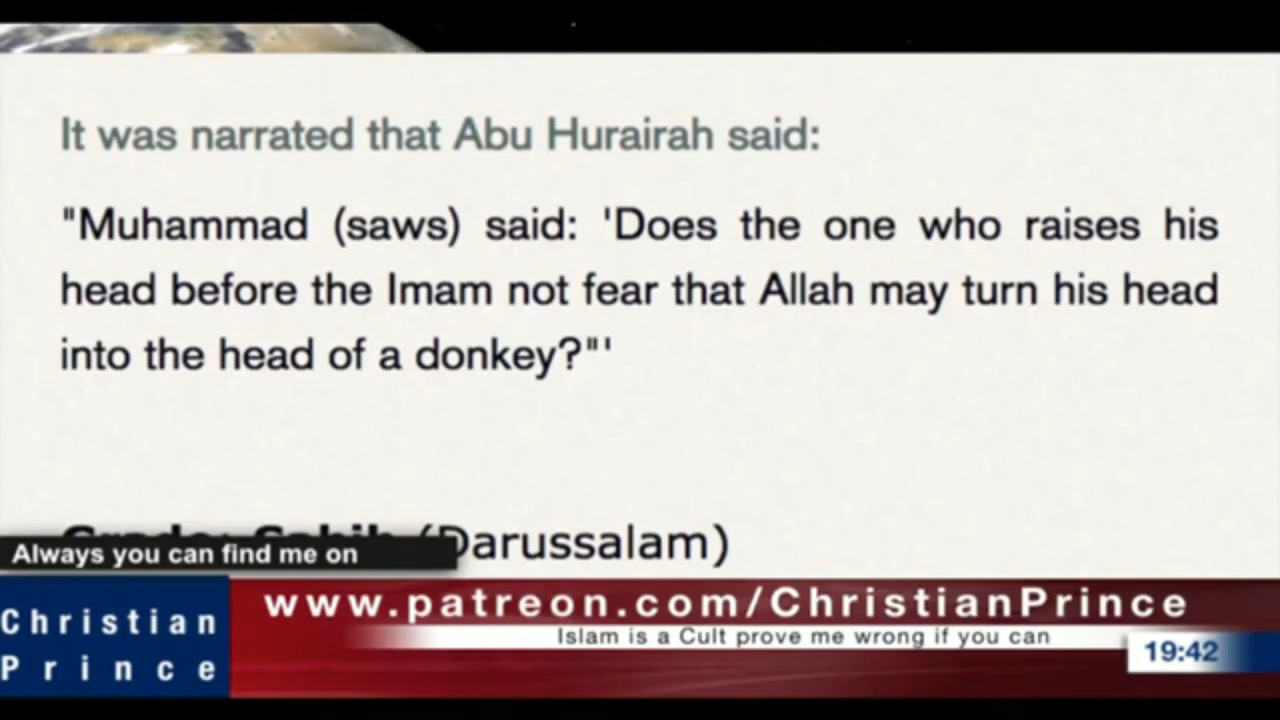 It was narrated that Abu Hurairah said:
"Muhammad (saws) said: 'Does the one who raises his
head before the Imam not fear that Allah may turn his head
into the head of a donkey?"'
Grade: Sahih (Darussalam)
Always you can find me on
Christian
Prince
www.patreon.com/ChristianPrince
Islam is a Cult prove me wrong if you can
19:42